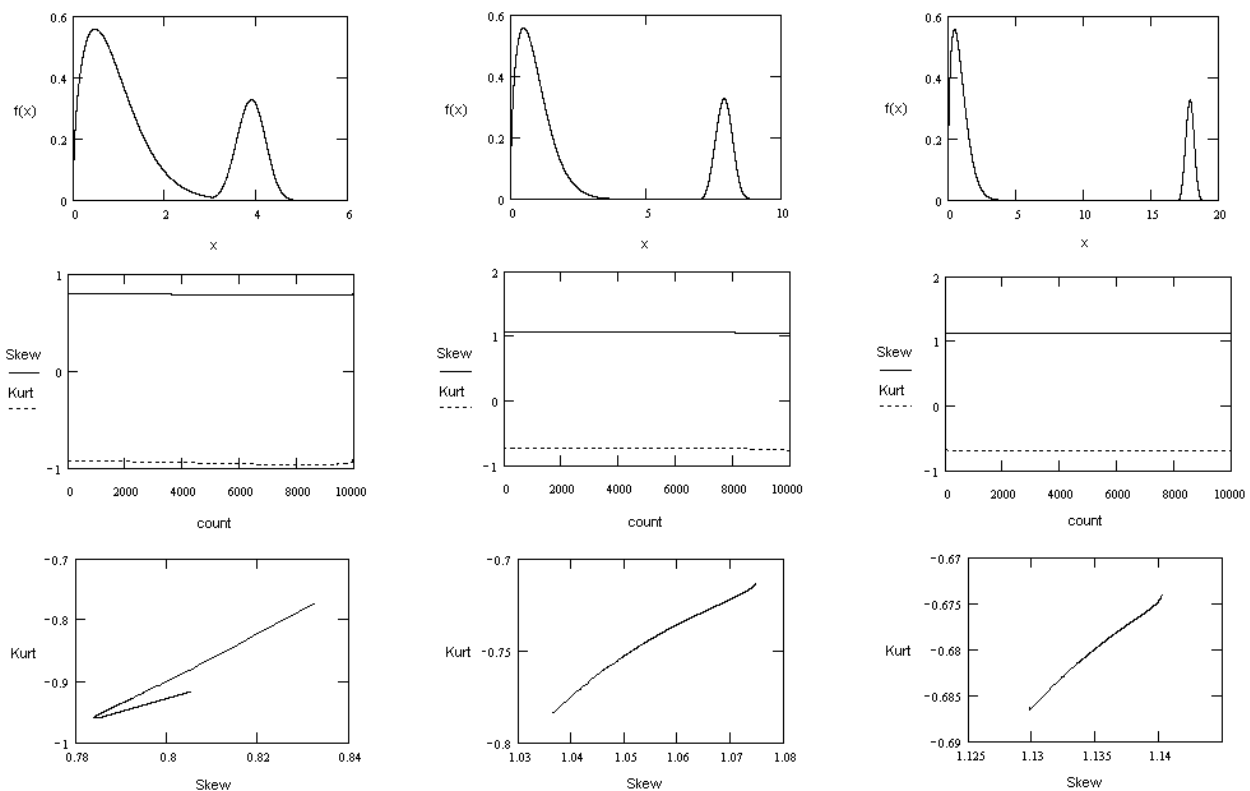 0.6
0.4
f(x)
0.2
0
0 2 4 6
x
0.6
0.4
f(x)
0.2
0
0 5 10
x
0.6
0.4
f(x)
0.2
0
0 5 10 15 20
x
1
Skew
0
Kurt
-1
0 2000 4000 6000 8000 10000
count
2
1
Skew
Kurt
0
-1
0 2000 4000 6000 8000 10000
count
2
1
Skew
Kurt
0
-1
0 2000 4000 6000 8000 10000
count
-0.7
-0.8
Kurt
-0.9
-1
0.78 0.8 0.82 0.84
Skew
-0.7
Kurt
-0.75
-0.8
1.03 1.04 1.05 1.06 1.07 1.08
Skew
-0.67
-0.675
Kurt
-0.68
-0.685
-0.69
1.125 1.13 1.135 1.14
Skew